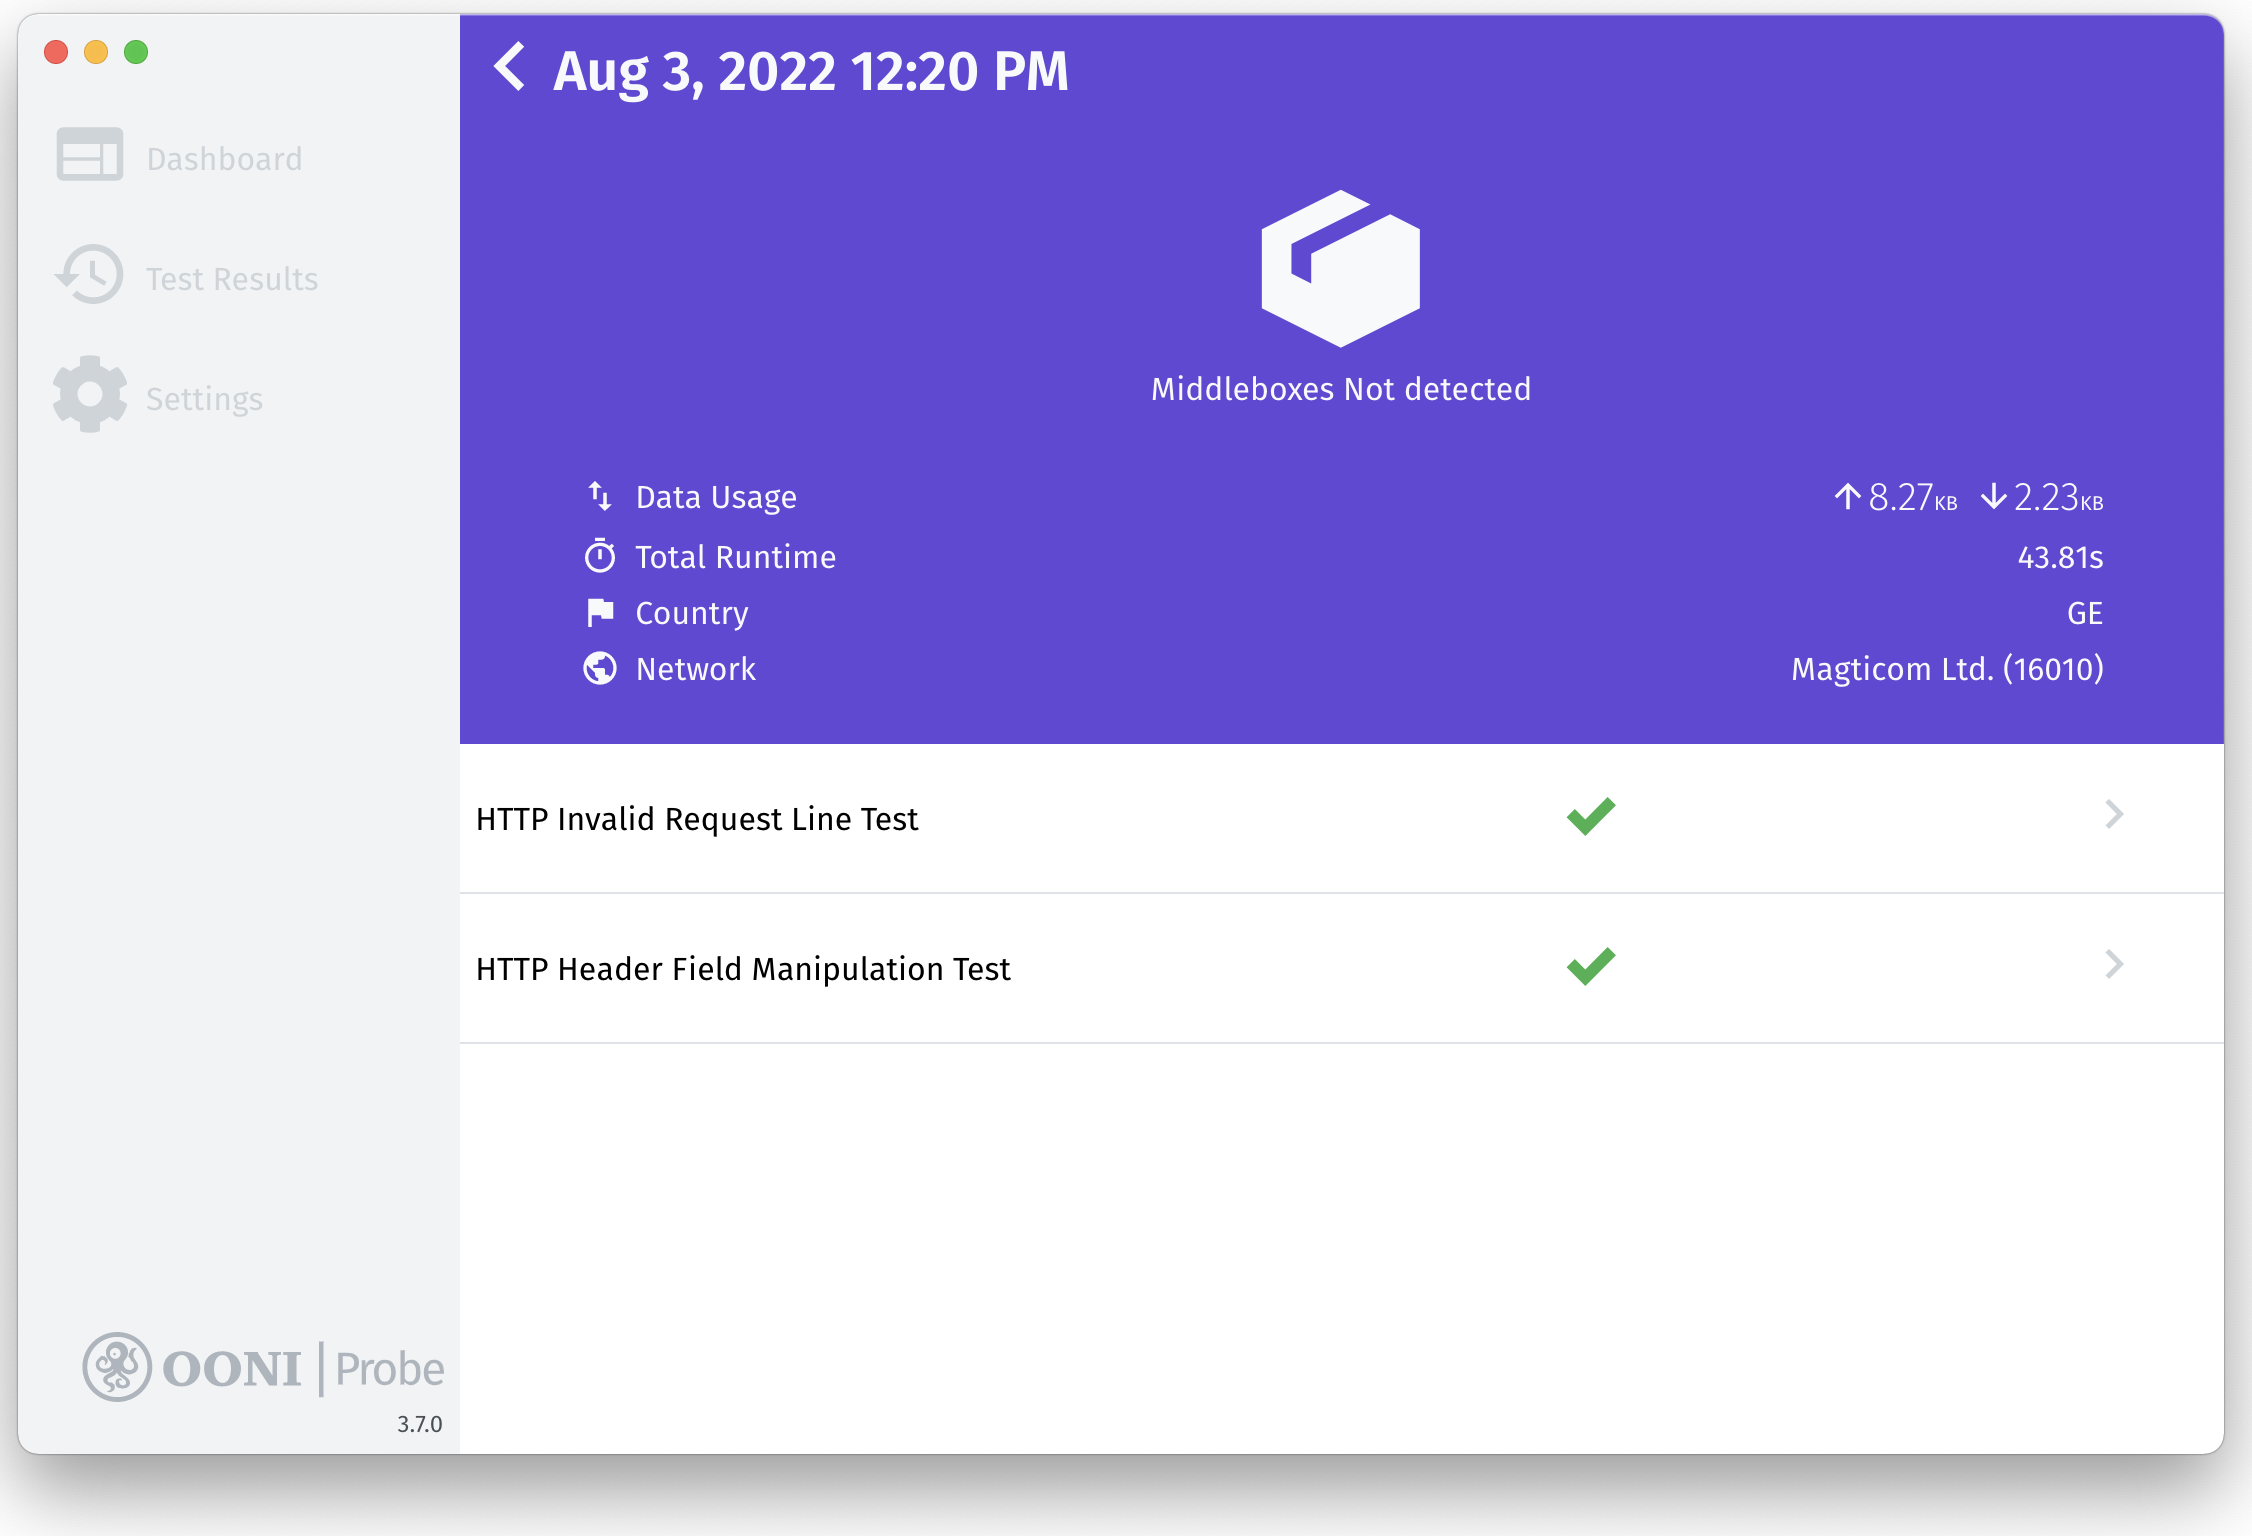 Aug 3, 2022 12:20 PM
Dashboard
Test Results
Settings
Middleboxes Not detected
Data Usage 8.27KB 2.23KB
Total Runtime 43.81s
Country GE
Network Magticom Ltd. (16010)
HTTP Invalid Request Line Test
HTTP Header Field Manipulation Test
OONI Probe
3.7.0